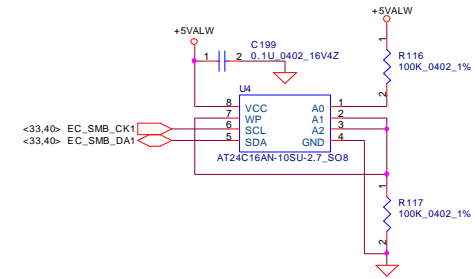 +5VALW
+5VALW
C199
0.1U_0402_16V4Z
1 2
1
R116
100K_0402_1%
2
U4
8 VCC A0 1
7 WP A1 2
6 SCL A2 3
5 SDA GND 4
<33,40> EC_SMB_CK1
<33,40> EC_SMB_DA1
AT24C16AN-10SU-2.7_SO8
1
R117
100K_0402_1%
2